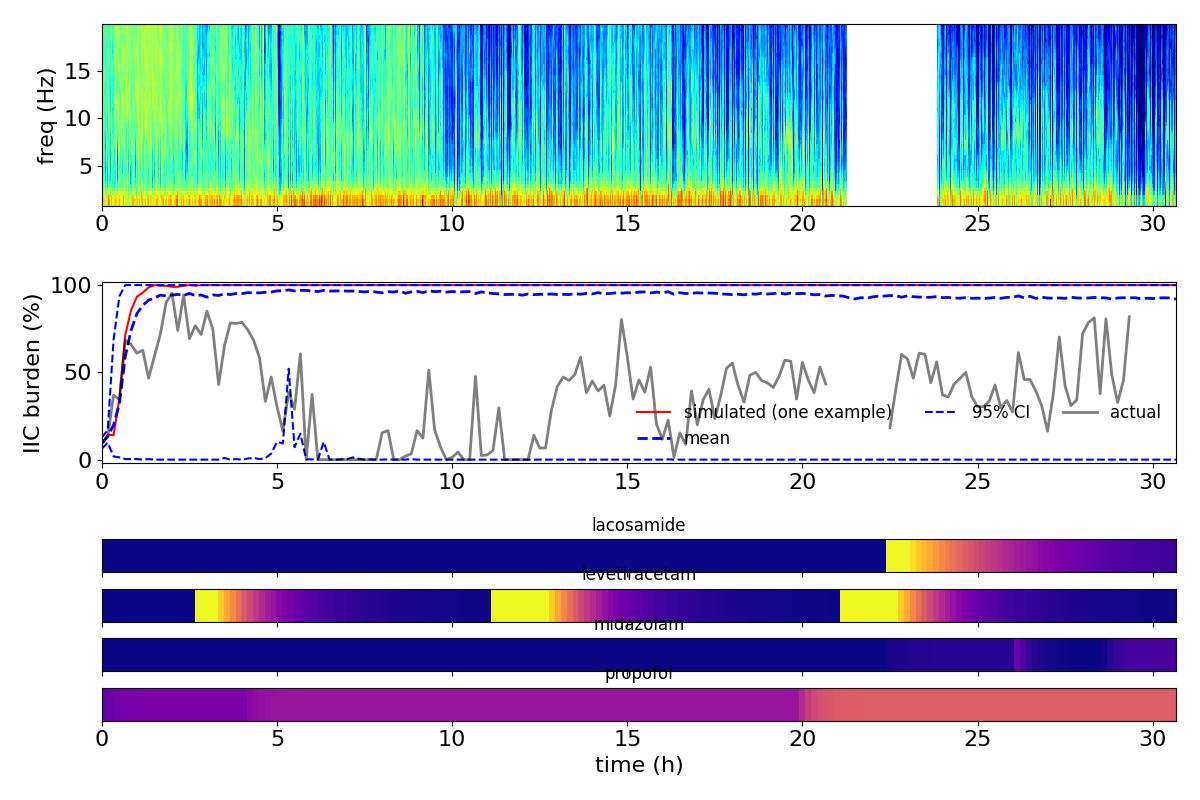 freq (Hz)
15
10
5
0 5 10 15 20 25 30
IIC burden (%)
100
50
0
simulated (one example)
mean
95% CI
actual
0 5 10 15 20 25 30
lacosamide
levetiracetam
midazolam
propofol
0 5 10 15 20 25 30
time (h)